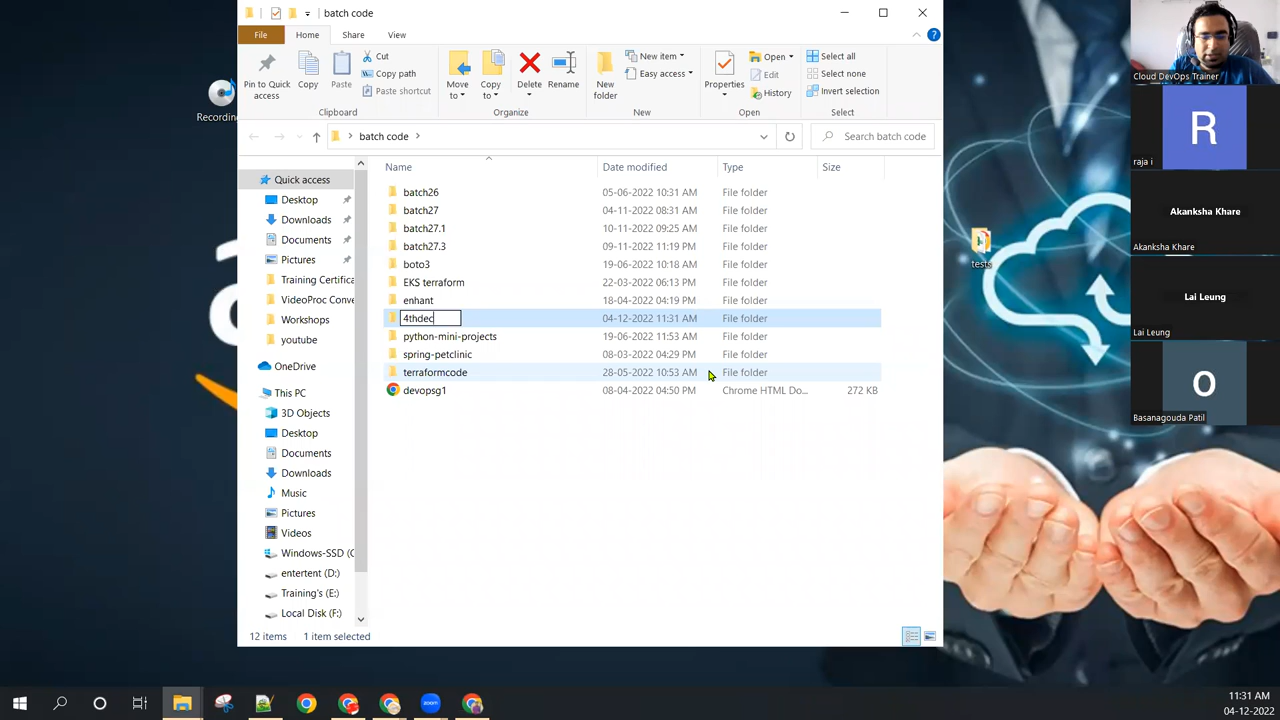 batch code
File
Home
Share
View
Pin to Quick access
Copy
Paste
Cut
Copy path
Paste shortcut
Clipboard
Move to
Copy to
Delete
Rename
Organize
New folder
New item
Easy access
New
Properties
Open
Edit
History
Open
Select all
Select none
Invert selection
Select
batch code
Search batch code
Name
Date modified
Type
Size
Quick access
Desktop
Downloads
Documents
Pictures
Training Certifica
VideoProc Conve
Workshops
youtube
OneDrive
This PC
3D Objects
Desktop
Documents
Downloads
Music
Pictures
Videos
Windows-SSD (C
entertent (D:)
Training's (E:)
Local Disk (F:)
batch26 05-06-2022 10:31 AM File folder
batch27 04-11-2022 08:31 AM File folder
batch27.1 10-11-2022 09:25 AM File folder
batch27.3 09-11-2022 11:19 PM File folder
boto3 19-06-2022 10:18 AM File folder
EKS terraform 22-03-2022 06:13 PM File folder
enhant 18-04-2022 04:19 PM File folder
4thdec 04-12-2022 11:31 AM File folder
python-mini-projects 19-06-2022 11:53 AM File folder
spring-petclinic 08-03-2022 04:29 PM File folder
terraformcode 28-05-2022 10:53 AM File folder
devopsg1 08-04-2022 04:50 PM Chrome HTML Do... 272 KB
12 items 1 item selected
Recording
tests
Cloud DevOps Trainer
R
raja i
Akanksha Khare
Akanksha Khare
Lai Leung
Lai Leung
O
Basanagouda Patil
zoom
11:31 AM
04-12-2022